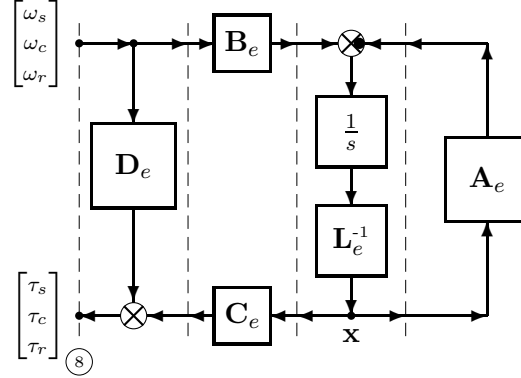 ω_s
ω_c
ω_r
B_e
1/s
D_e
A_e
L_e^-1
τ_s
τ_c
τ_r
C_e
x
8